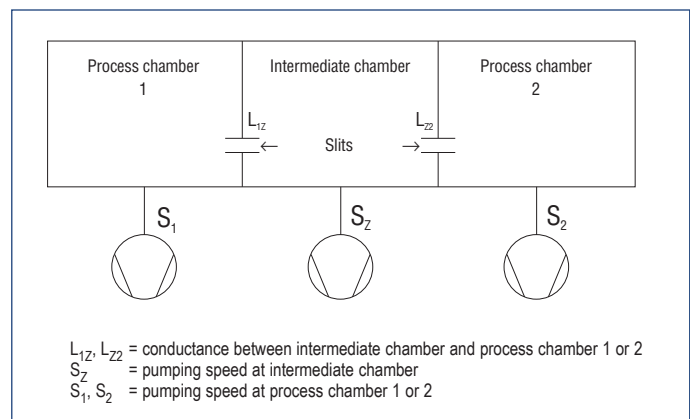 Process chamber Intermediate chamber Process chamber
1 2
L1Z LZ2
Slits
S1 SZ S2
L1Z, LZ2 = conductance between intermediate chamber and process chamber 1 or 2
SZ = pumping speed at intermediate chamber
S1, S2 = pumping speed at process chamber 1 or 2